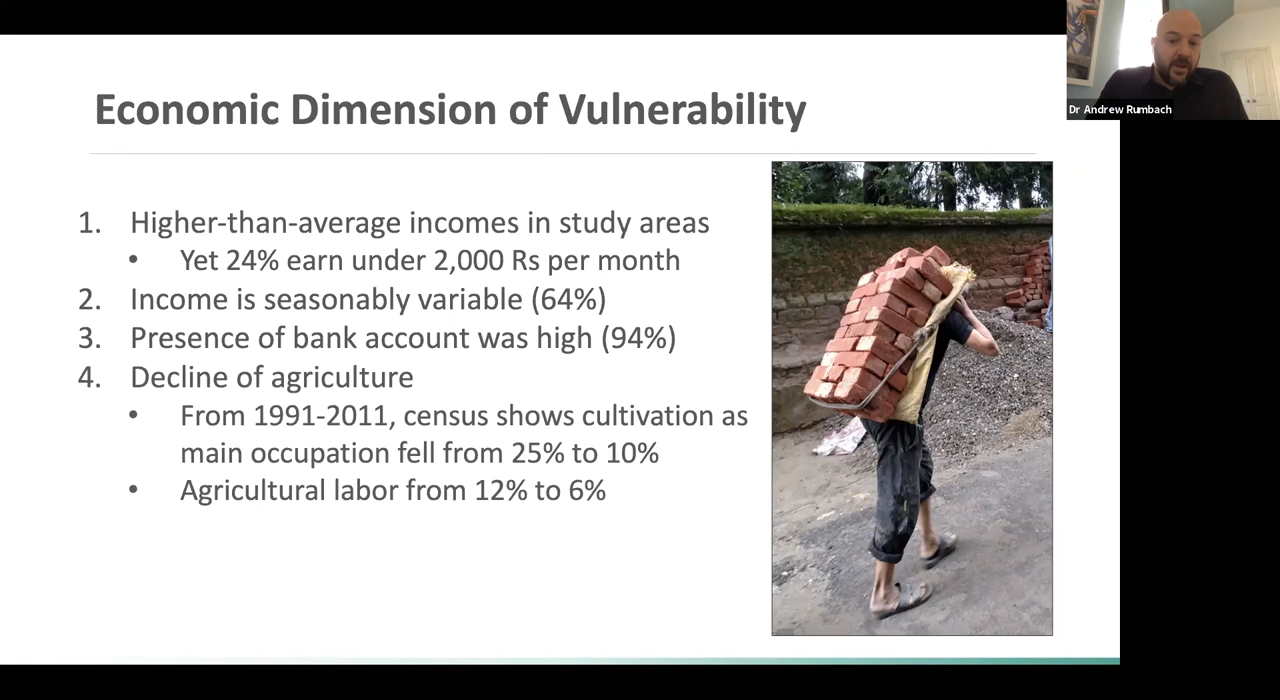 Economic Dimension of Vulnerability
1. Higher-than-average incomes in study areas
• Yet 24% earn under 2,000 Rs per month
2. Income is seasonably variable (64%)
3. Presence of bank account was high (94%)
4. Decline of agriculture
• From 1991-2011, census shows cultivation as
main occupation fell from 25% to 10%
• Agricultural labor from 12% to 6%
Dr Andrew Rumbach